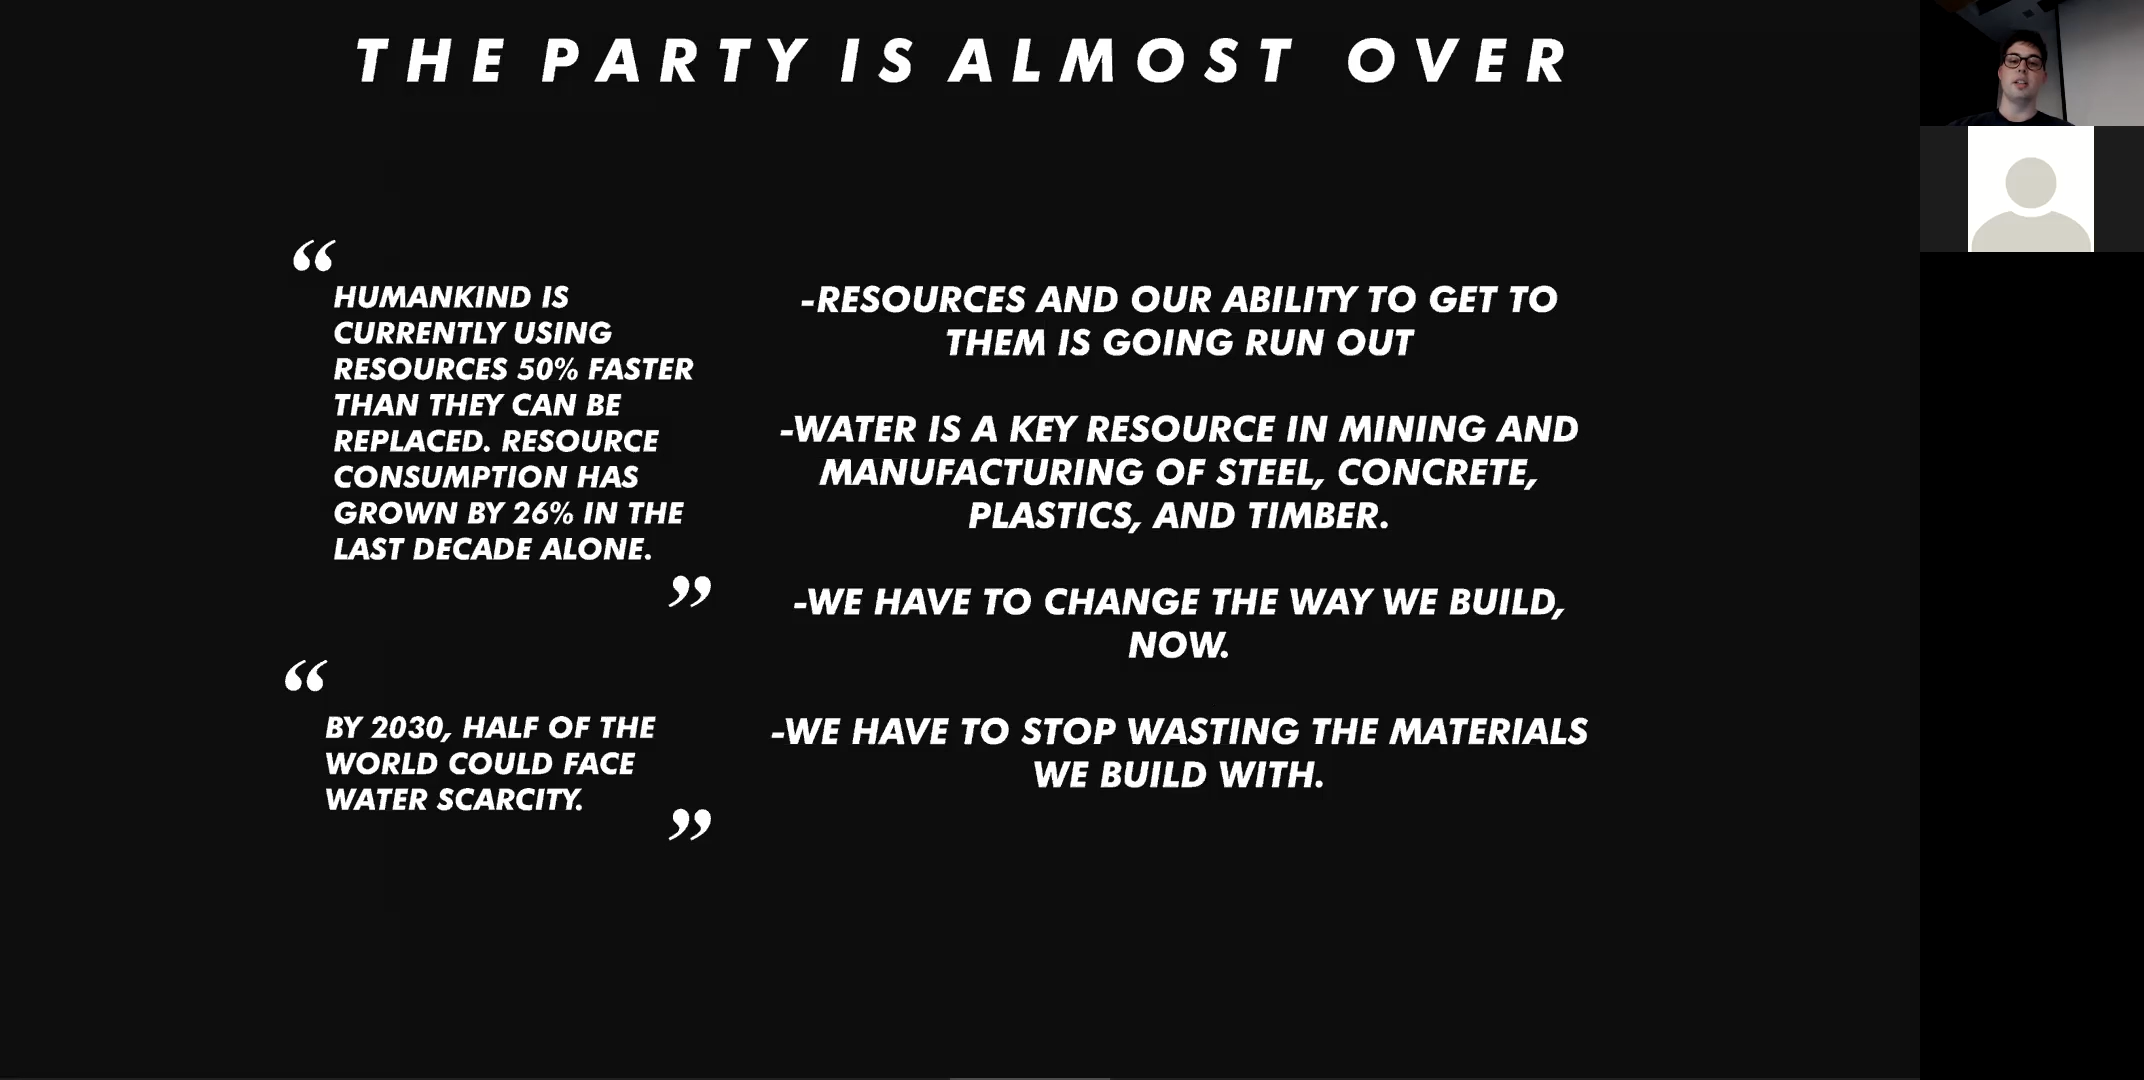 THE PARTY IS ALMOST OVER
“
HUMANKIND IS
CURRENTLY USING
RESOURCES 50% FASTER
THAN THEY CAN BE
REPLACED. RESOURCE
CONSUMPTION HAS
GROWN BY 26% IN THE
LAST DECADE ALONE.
”
“
BY 2030, HALF OF THE
WORLD COULD FACE
WATER SCARCITY.
”
-RESOURCES AND OUR ABILITY TO GET TO
THEM IS GOING RUN OUT
-WATER IS A KEY RESOURCE IN MINING AND
MANUFACTURING OF STEEL, CONCRETE,
PLASTICS, AND TIMBER.
-WE HAVE TO CHANGE THE WAY WE BUILD,
NOW.
-WE HAVE TO STOP WASTING THE MATERIALS
WE BUILD WITH.